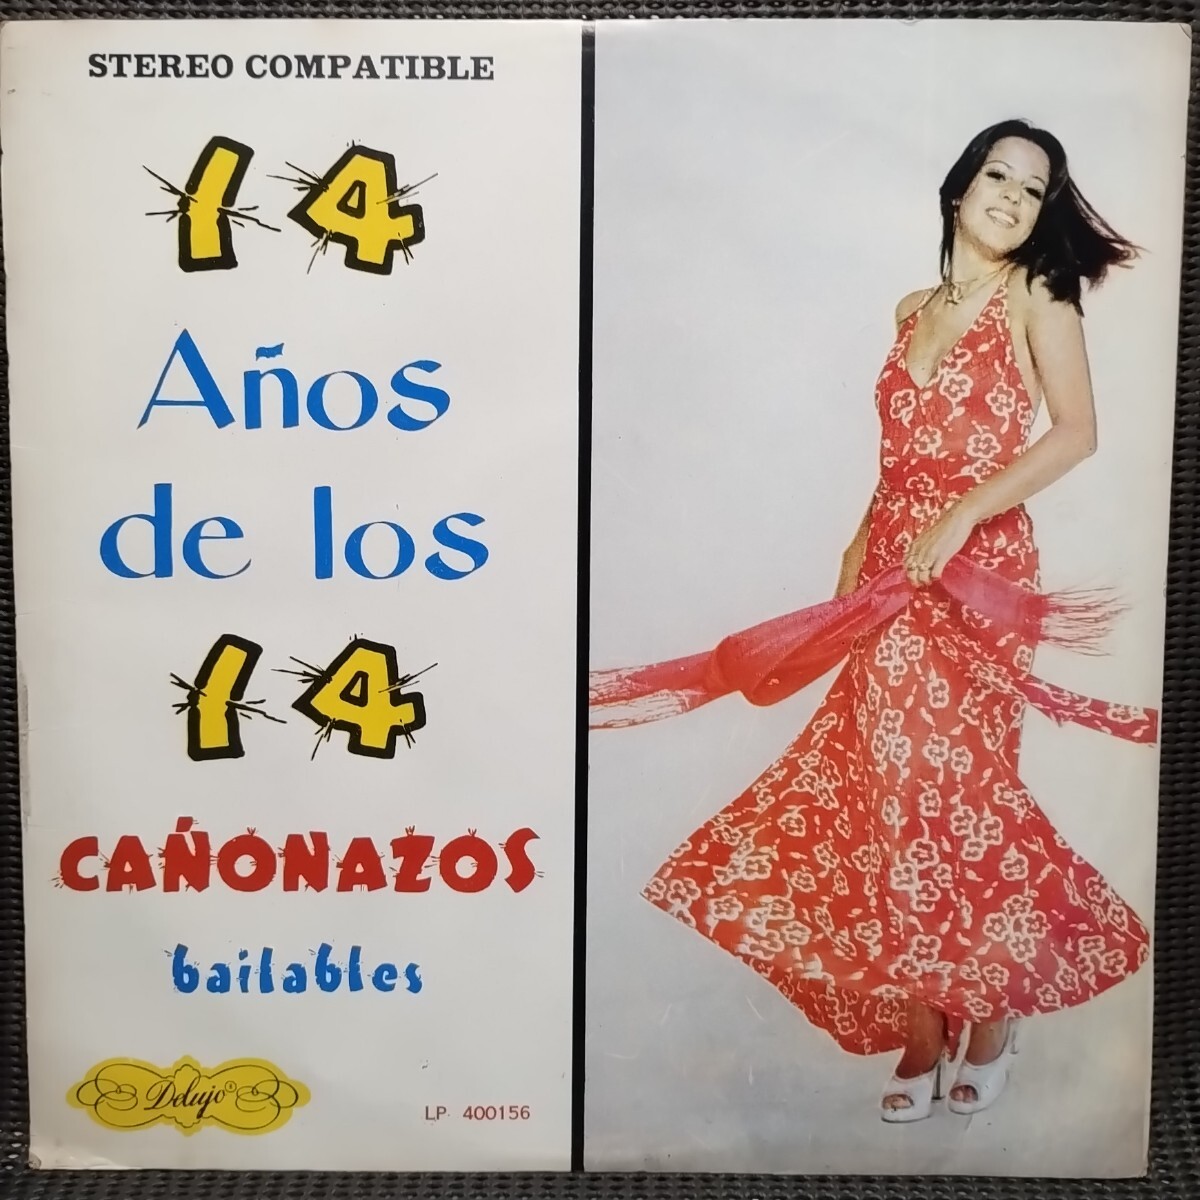 STEREO COMPATIBLE
14
Años
de los
14
CAÑONAZOS
bailables
Delujo
LP. 400156